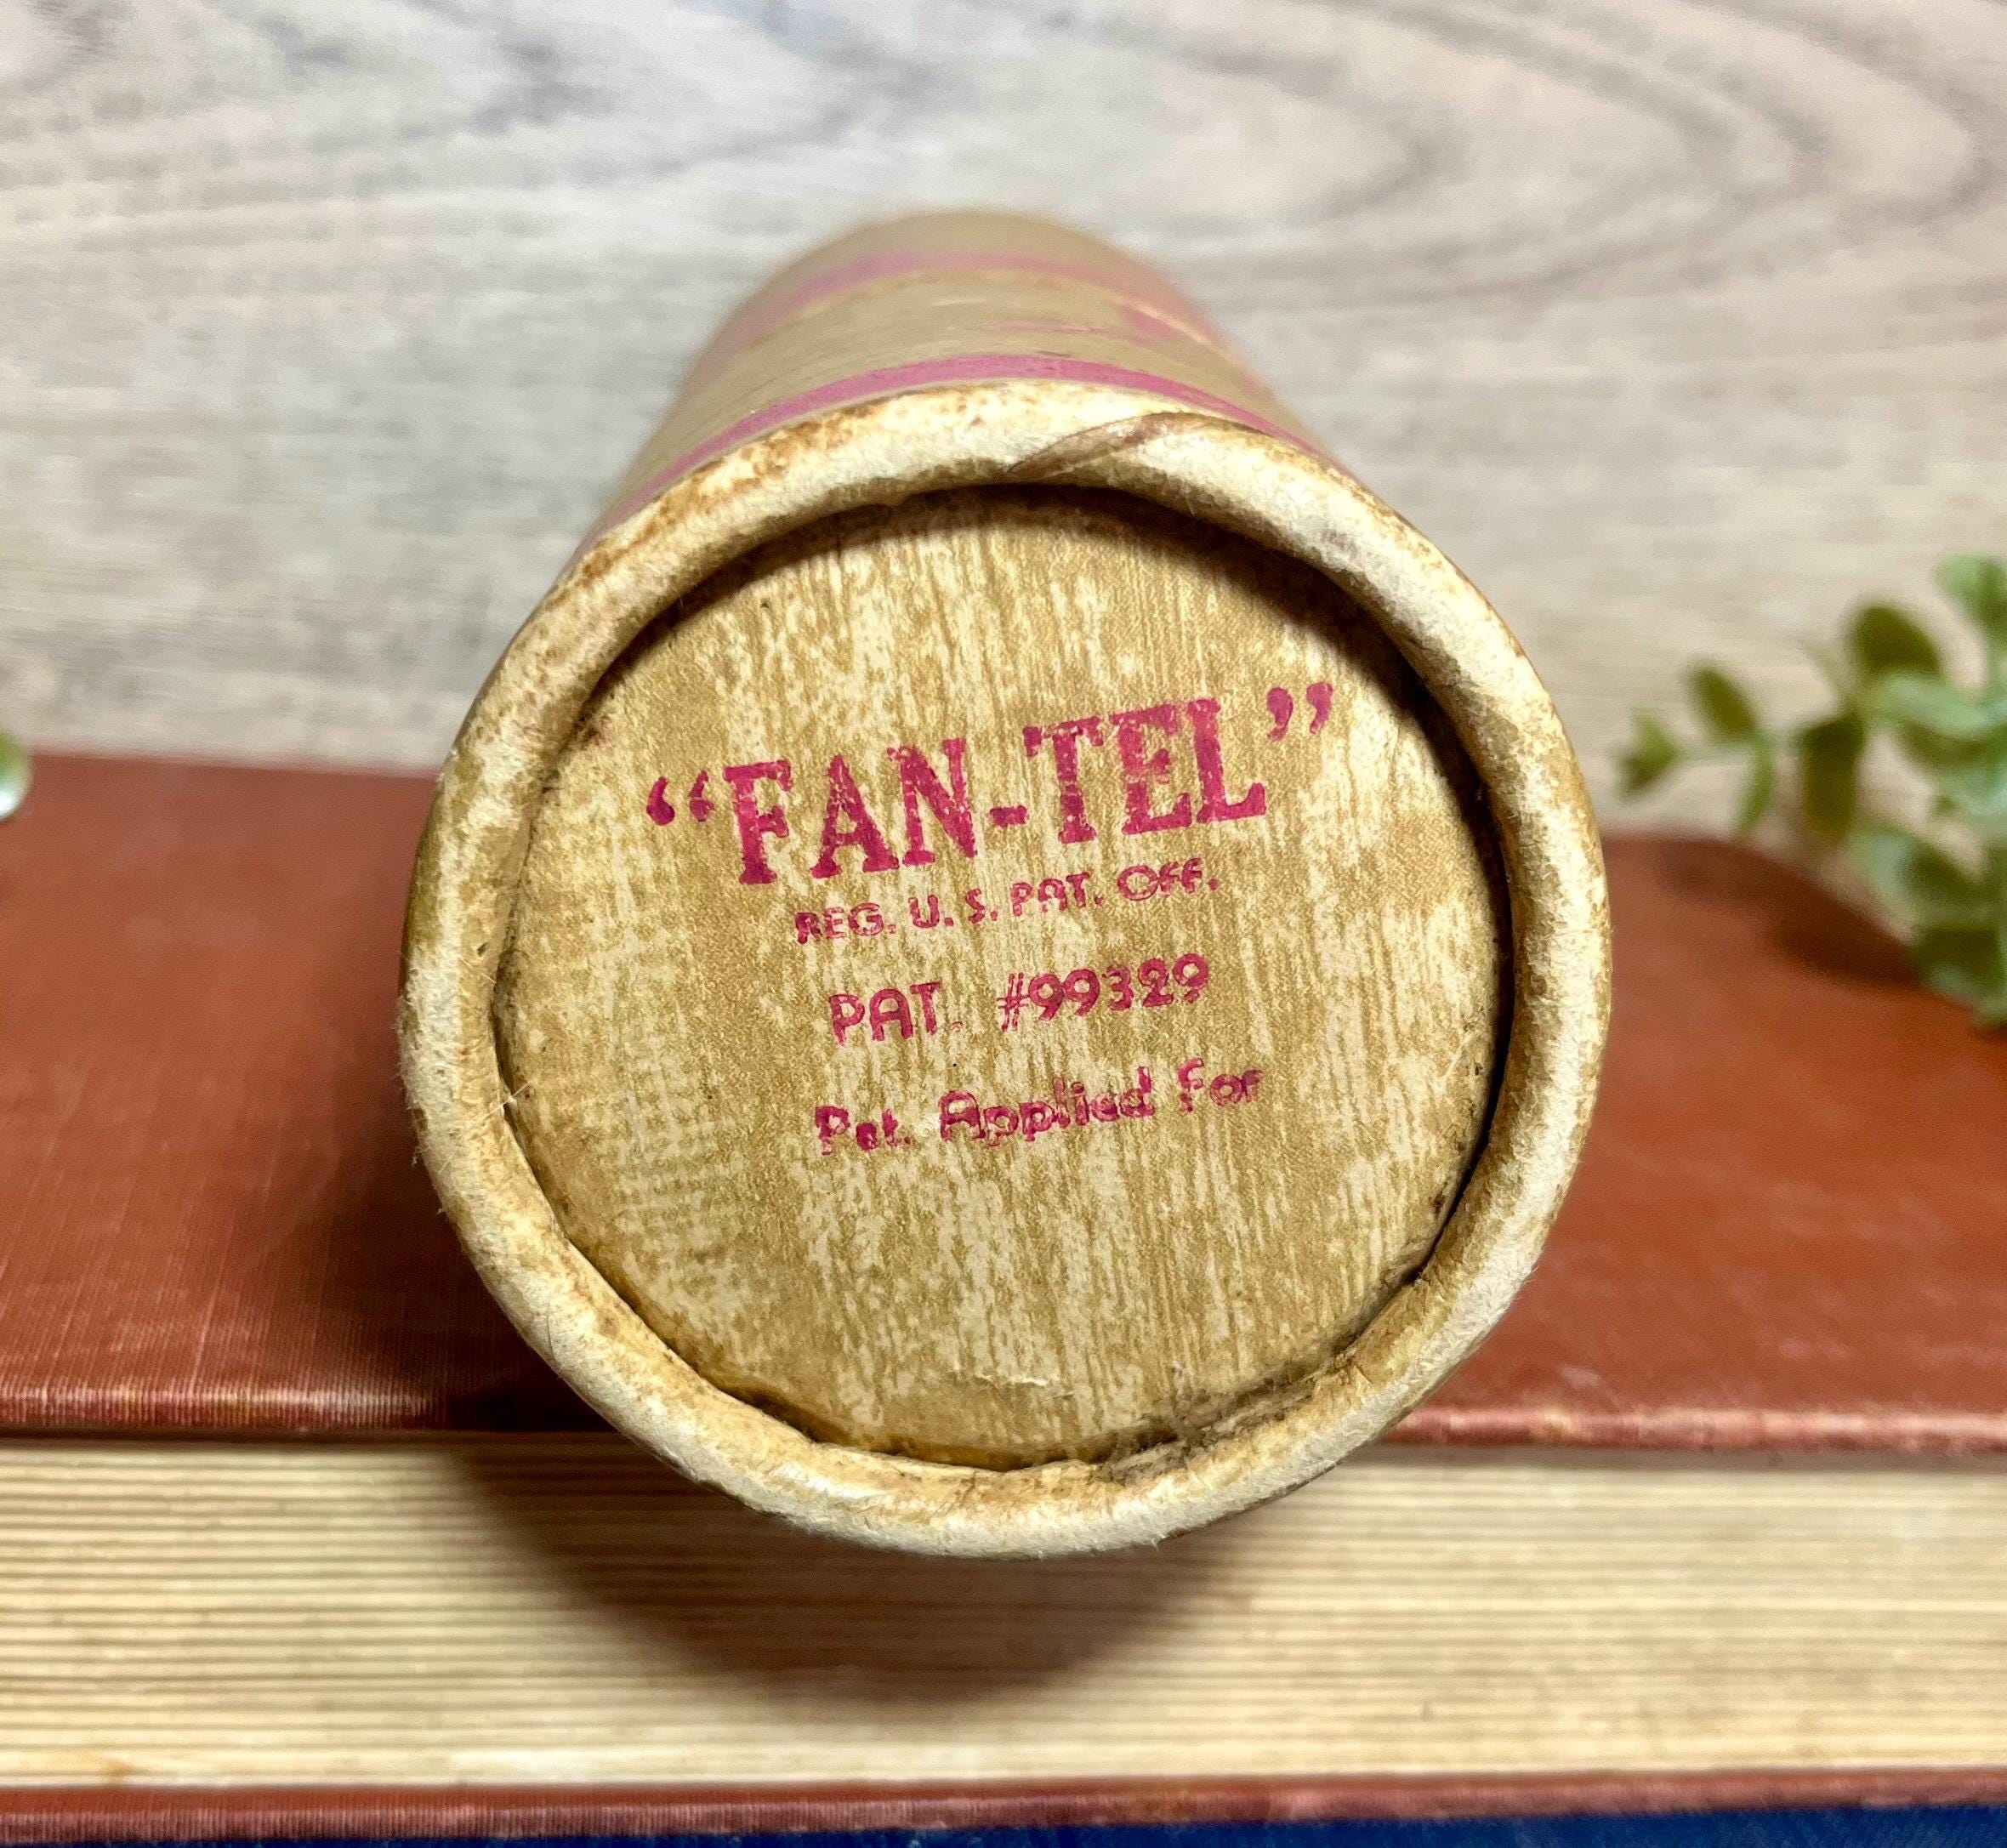 “FAN-TEL”
REG. U. S. PAT. OFF.
PAT. #99329
Pat. Applied For